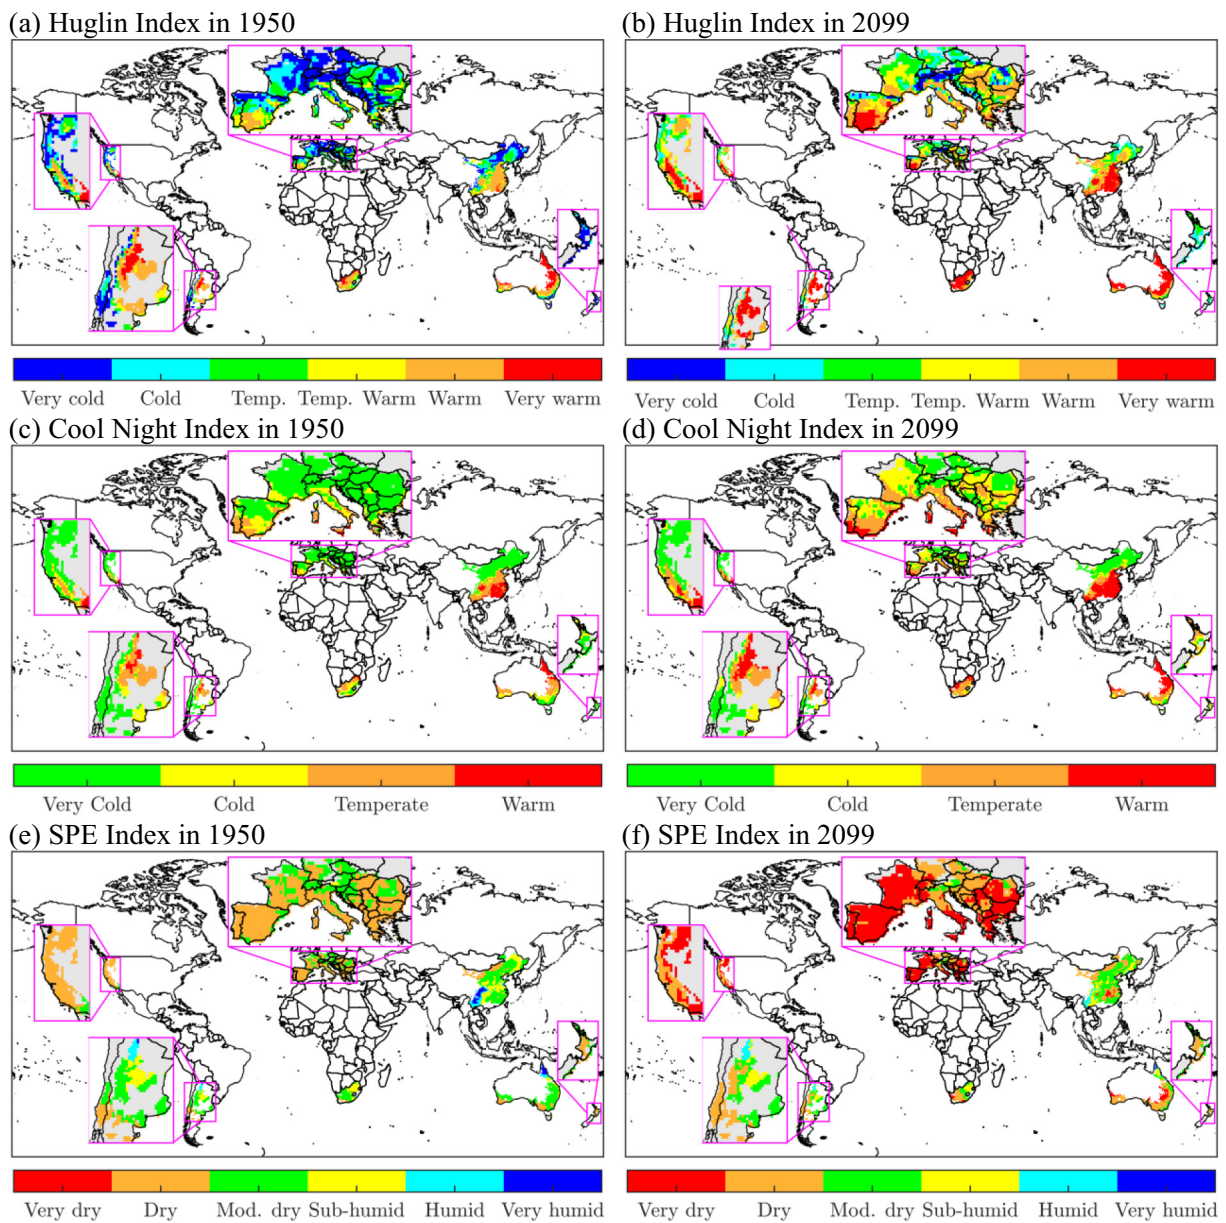 (a) Huglin Index in 1950
(b) Huglin Index in 2099
Very cold Cold Temp. Temp. Warm Warm Very warm
Very cold Cold Temp. Temp. Warm Warm Very warm
(c) Cool Night Index in 1950
(d) Cool Night Index in 2099
Very Cold Cold Temperate Warm
Very Cold Cold Temperate Warm
(e) SPE Index in 1950
(f) SPE Index in 2099
Very dry Dry Mod. dry Sub-humid Humid Very humid
Very dry Dry Mod. dry Sub-humid Humid Very humid